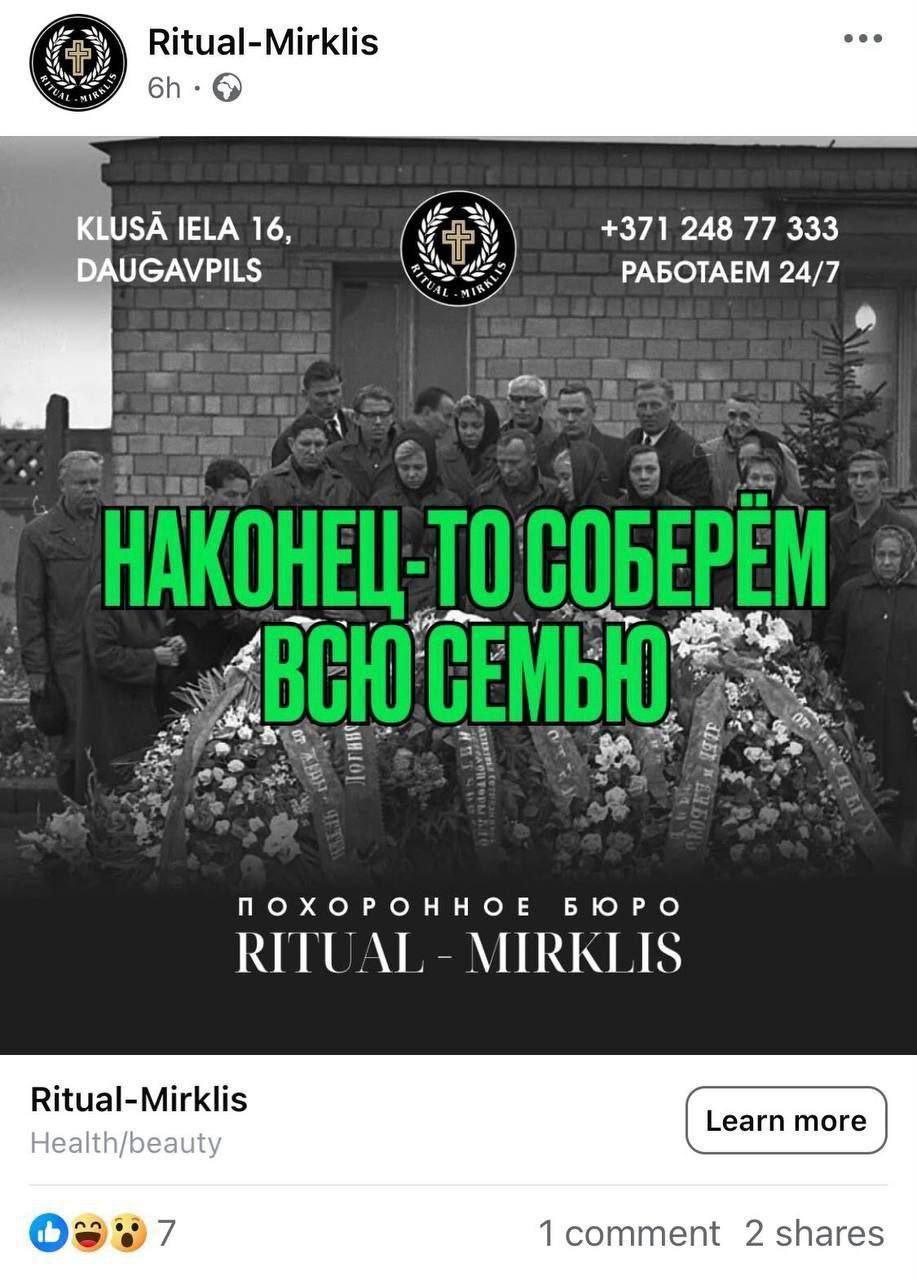 Ritual-Mirklis
6h ·
RITUAL - MIRKLIS
KLUSĀ IELA 16,
DAUGAVPILS
RITUAL - MIRKLIS
+371 248 77 333
РАБОТАЕМ 24/7
НАКОНЕЦ-ТО СОБЕРЁМ
ВСЮ СЕМЬЮ
ПОХОРОННОЕ БЮРО
RITUAL - MIRKLIS
Ritual-Mirklis
Health/beauty
Learn more
7
1 comment 2 shares